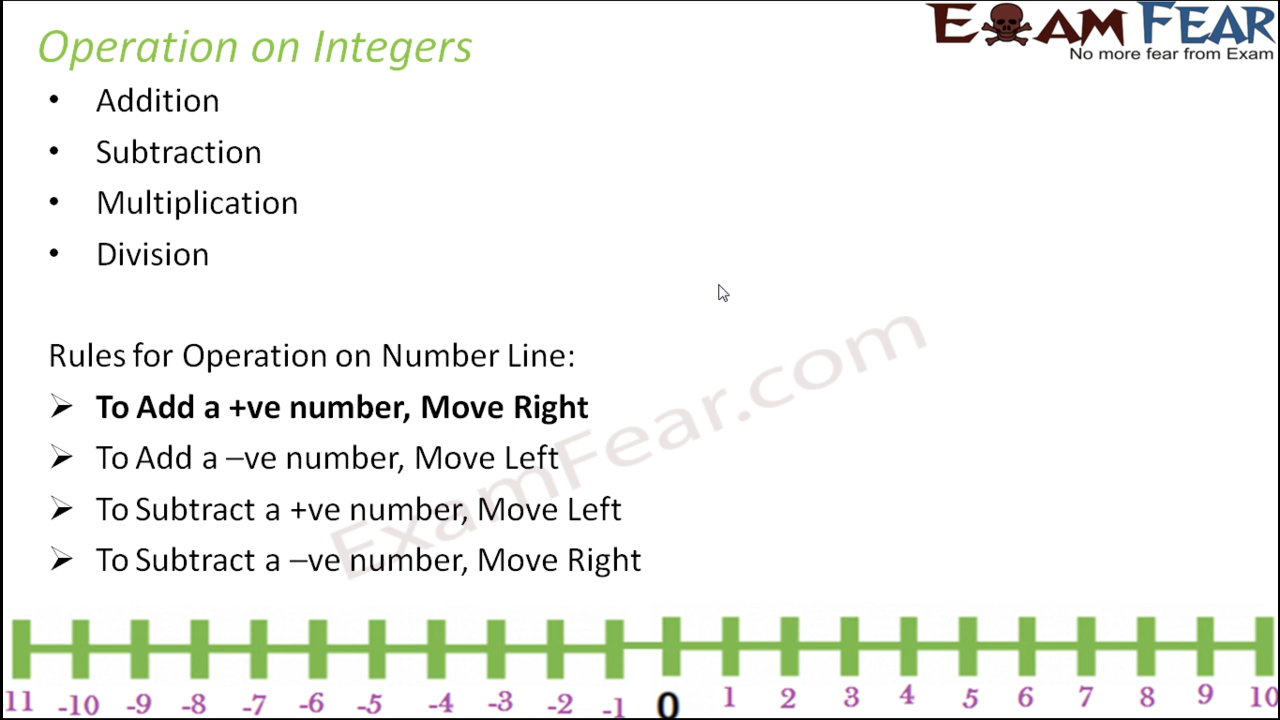 Operation on Integers
EXAM FEAR
No more fear from Exam
• Addition
• Subtraction
• Multiplication
• Division
Rules for Operation on Number Line:
➢ To Add a +ve number, Move Right
➢ To Add a –ve number, Move Left
➢ To Subtract a +ve number, Move Left
➢ To Subtract a –ve number, Move Right
ExamFear.com
11 -10 -9 -8 -7 -6 -5 -4 -3 -2 -1 0 1 2 3 4 5 6 7 8 9 10